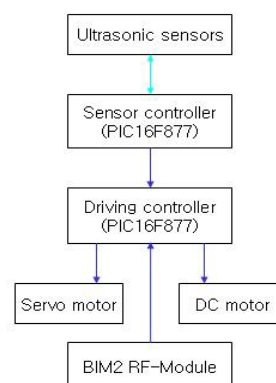 Ultrasonic sensors
Sensor controller
(PIC16F877)
Driving controller
(PIC16F877)
Servo motor
DC motor
BIM2 RF-Module